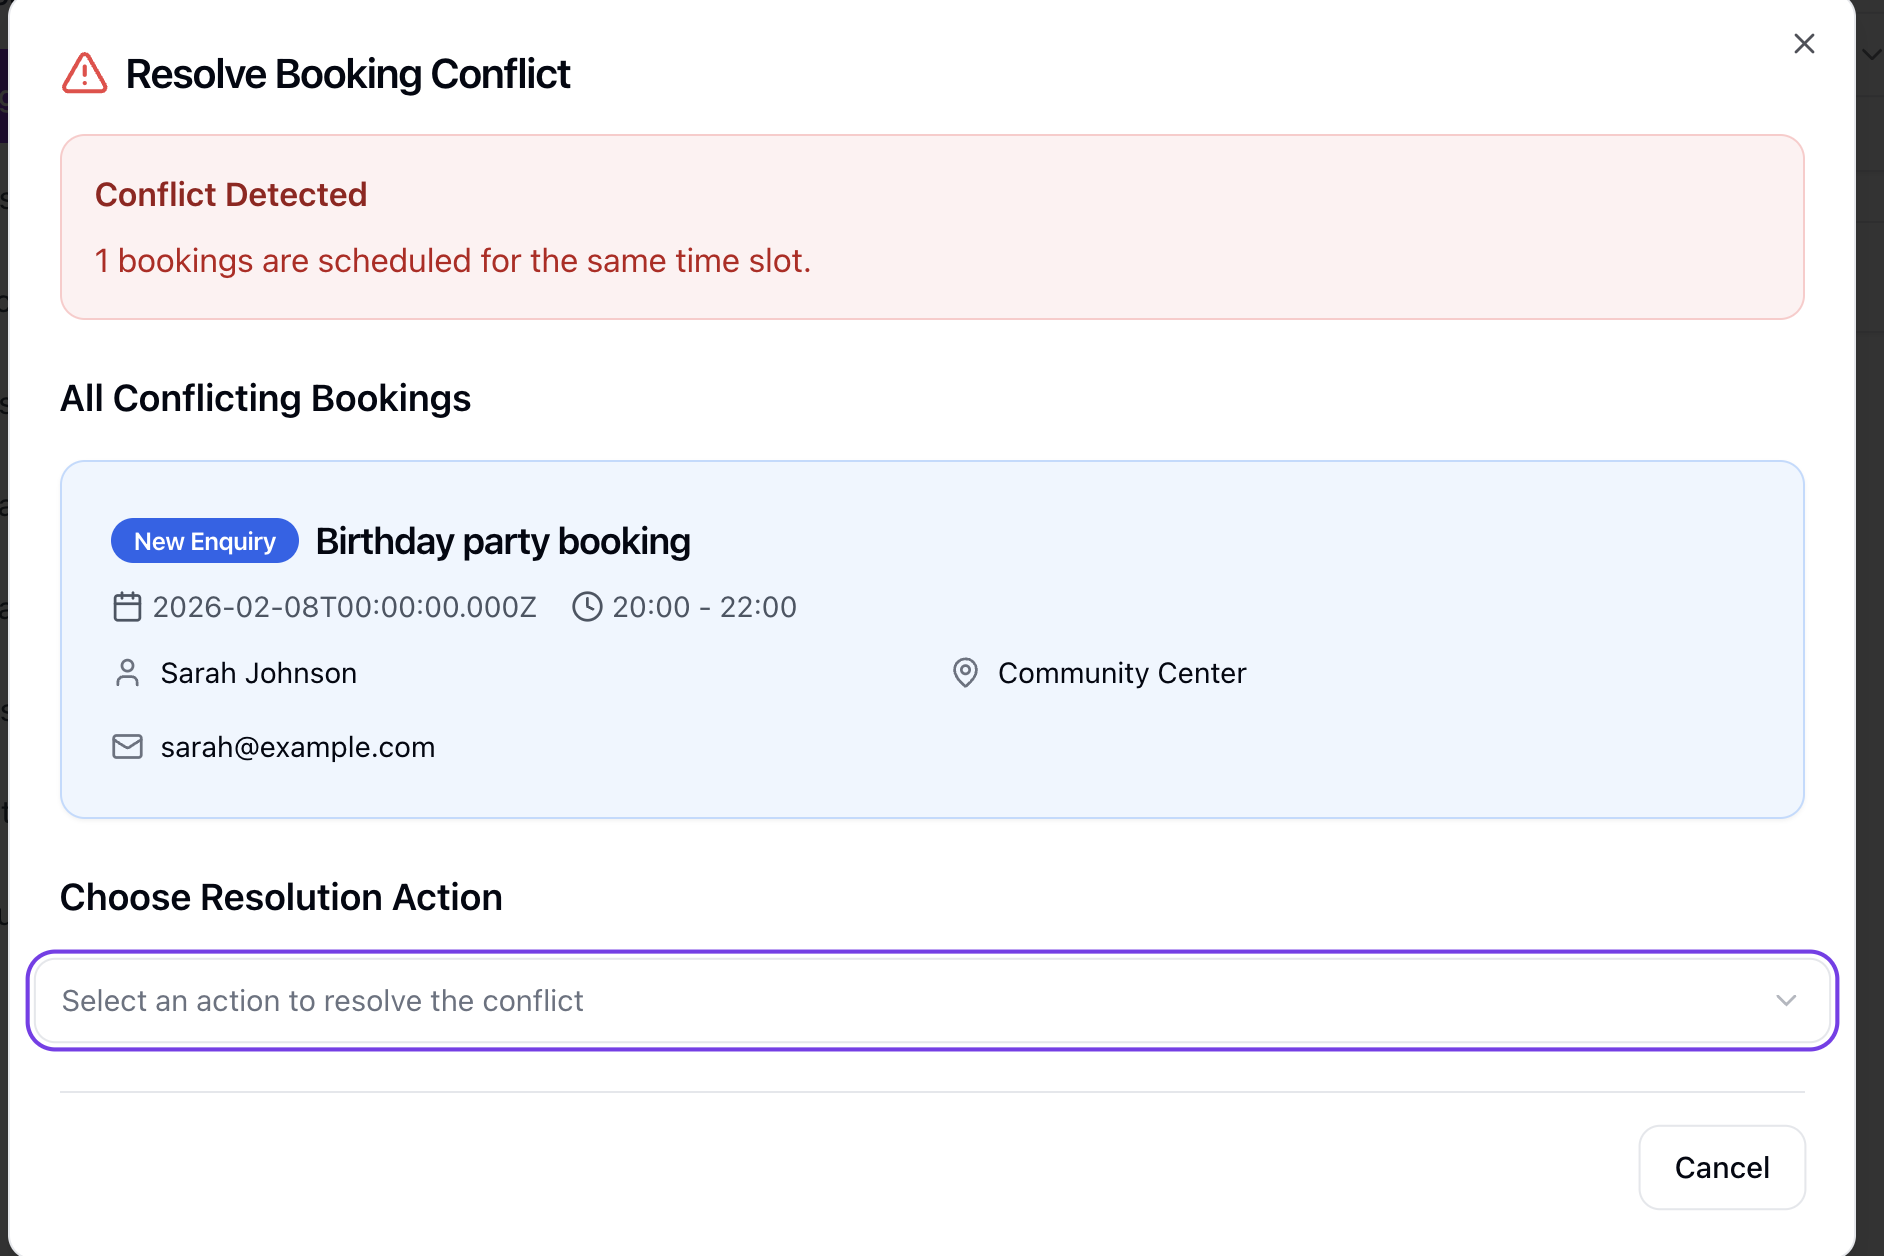 Resolve Booking Conflict
Conflict Detected
1 bookings are scheduled for the same time slot.
All Conflicting Bookings
New Enquiry Birthday party booking
2026-02-08T00:00:00.000Z 20:00 - 22:00
Sarah Johnson Community Center
sarah@example.com
Choose Resolution Action
Select an action to resolve the conflict
Cancel